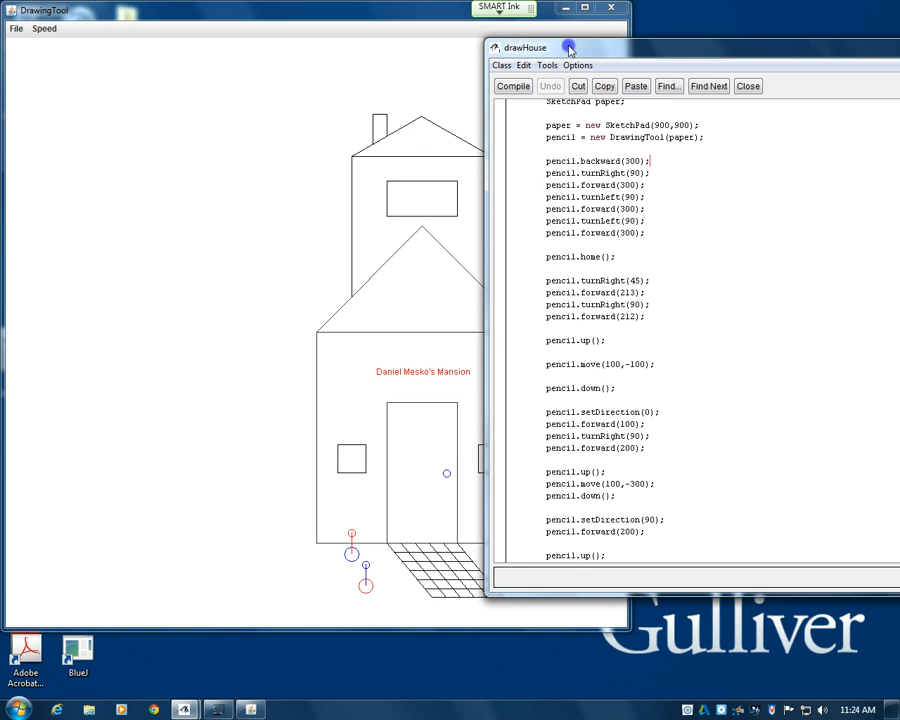 DrawingTool
SMART Ink
File Speed
Daniel Mesko's Mansion
drawHouse
Class Edit Tools Options
Compile Undo Cut Copy Paste Find... Find Next Close
SketchPad paper;
paper = new SketchPad(900,900);
pencil = new DrawingTool(paper);
pencil.backward(300);
pencil.turnRight(90);
pencil.forward(300);
pencil.turnLeft(90);
pencil.forward(300);
pencil.turnLeft(90);
pencil.forward(300);
pencil.home();
pencil.turnRight(45);
pencil.forward(213);
pencil.turnRight(90);
pencil.forward(212);
pencil.up();
pencil.move(100,-100);
pencil.down();
pencil.setDirection(0);
pencil.forward(100);
pencil.turnRight(90);
pencil.forward(200);
pencil.up();
pencil.move(100,-300);
pencil.down();
pencil.setDirection(90);
pencil.forward(200);
pencil.up();
Gulliver
Adobe
Acrobat...
BlueJ
11:24 AM